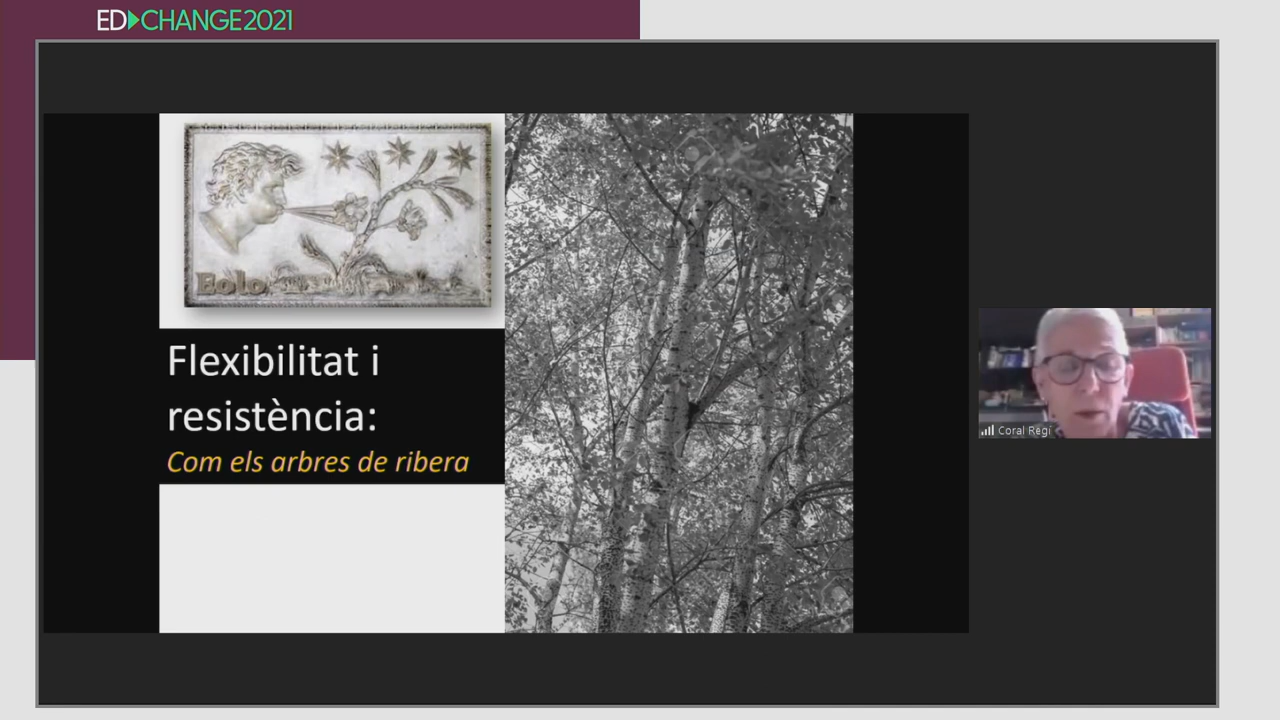 ED CHANGE2021
Eolo
Flexibilitat i
resistència:
Com els arbres de ribera
Coral Regí